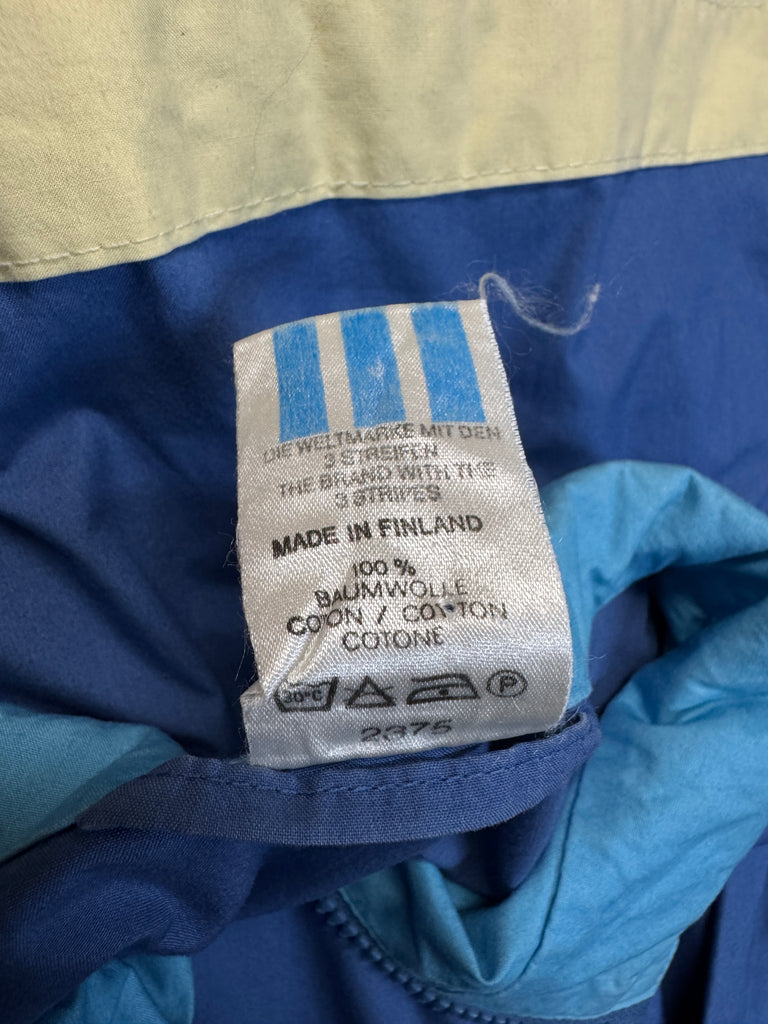 DIE WELTMARKE MIT DEN
3 STREIFEN
THE BRAND WITH THE
3 STRIPES
MADE IN FINLAND
100 %
BAUMWOLLE
COTON / COTTON
COTONE
30°C P
2375